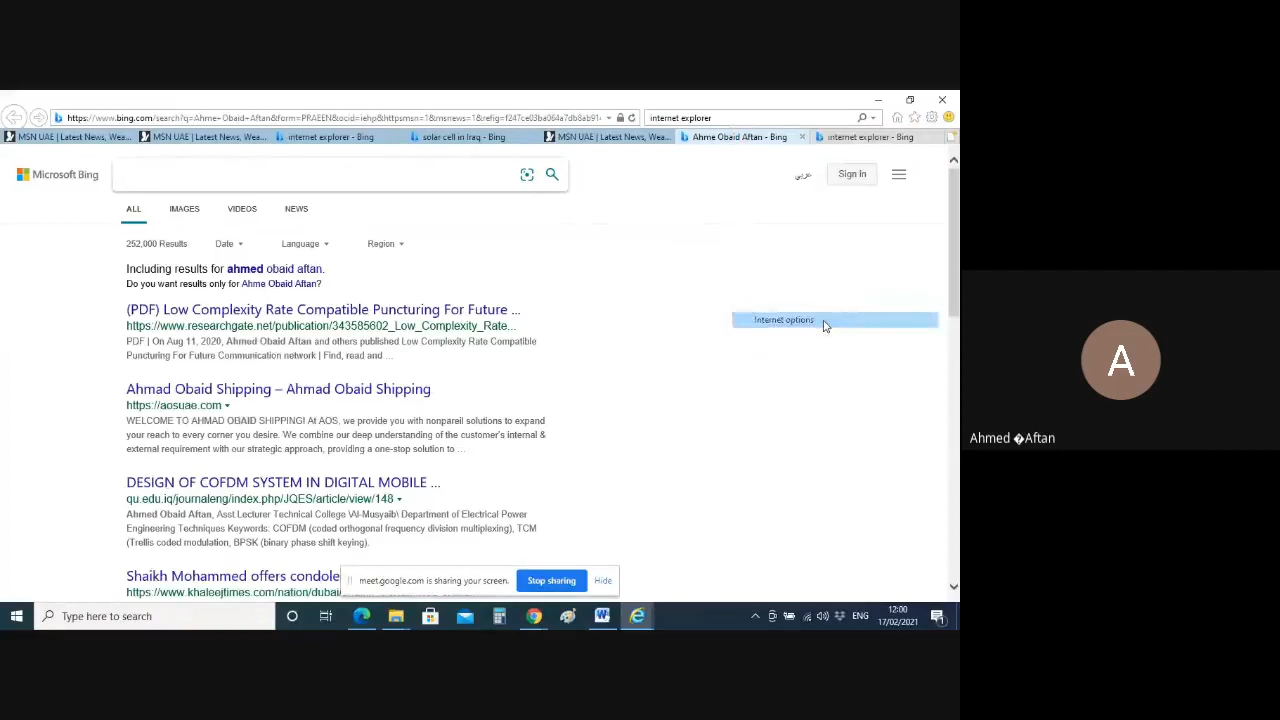 https://www.bing.com/search?q=Ahme+Obaid+Aftan&form=PRAEEN&ocid=iehp&httpsmsn=1&msnews=1&refig=f247ce03ba064a7db8ab91
internet explorer
MSN UAE | Latest News, Wea...
MSN UAE | Latest News, Wea...
internet explorer - Bing
solar cell in Iraq - Bing
MSN UAE | Latest News, Wea...
Ahme Obaid Aftan - Bing
internet explorer - Bing
Microsoft Bing
عربي
Sign in
ALL IMAGES VIDEOS NEWS
252,000 Results Date Language Region
Including results for ahmed obaid aftan.
Do you want results only for Ahme Obaid Aftan?
(PDF) Low Complexity Rate Compatible Puncturing For Future ...
https://www.researchgate.net/publication/343585602_Low_Complexity_Rate...
PDF | On Aug 11, 2020, Ahmed Obaid Aftan and others published Low Complexity Rate Compatible
Puncturing For Future Communication network | Find, read and ...
Internet options
Ahmad Obaid Shipping – Ahmad Obaid Shipping
https://aosuae.com
WELCOME TO AHMAD OBAID SHIPPING! At AOS, we provide you with nonpareil solutions to expand
your reach to every corner you desire. We combine our deep understanding of the customer's internal &
external requirement with our strategic approach, providing a one-stop solution to ...
DESIGN OF COFDM SYSTEM IN DIGITAL MOBILE ...
qu.edu.iq/journaleng/index.php/JQES/article/view/148
Ahmed Obaid Aftan, Asst.Lecturer Technical College \Al-Musyaib\ Department of Electrical Power
Engineering Techniques Keywords: COFDM (coded orthogonal frequency division multiplexing), TCM
(Trellis coded modulation, BPSK (binary phase shift keying).
Shaikh Mohammed offers condole
https://www.khaleejtimes.com/nation/dubai
meet.google.com is sharing your screen.
Stop sharing
Hide
Type here to search
ENG
12:00
17/02/2021
1
A
Ahmed �Aftan